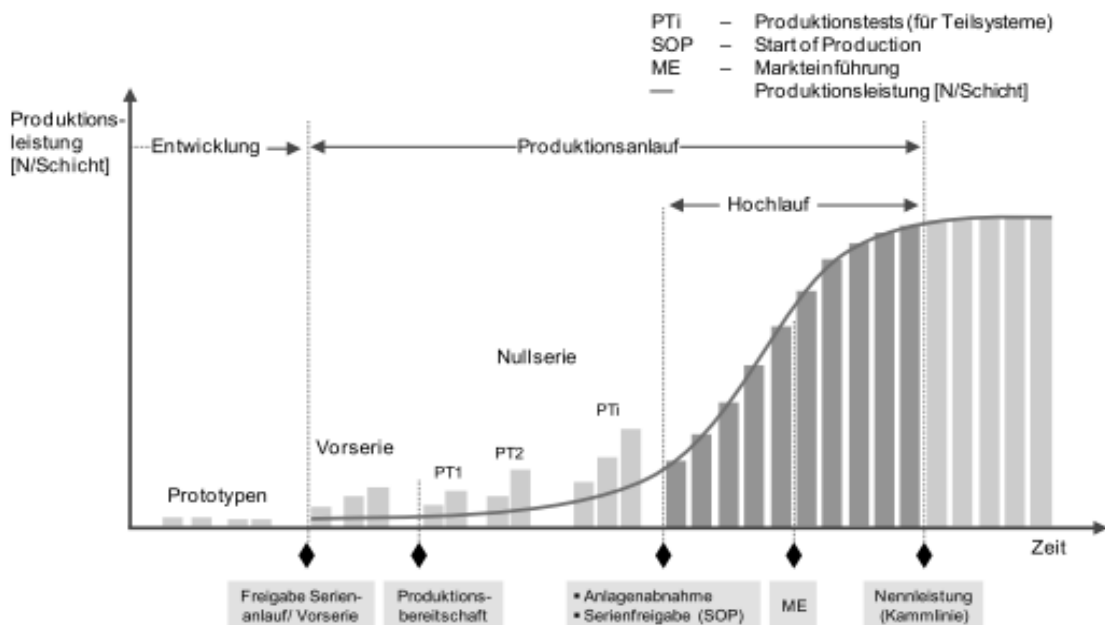 PTi – Produktionstests (für Teilsysteme)
SOP – Start of Production
ME – Markteinführung
— Produktionsleistung [N/Schicht]
Produktions-
leistung
[N/Schicht]
Entwicklung
Produktionsanlauf
Hochlauf
Nullserie
PTi
Vorserie
PT2
PT1
Prototypen
Zeit
Freigabe Serien-
anlauf/ Vorserie
Produktions-
bereitschaft
▪ Anlagenabnahme
▪ Serienfreigabe (SOP)
ME
Nennleistung
(Kammlinie)